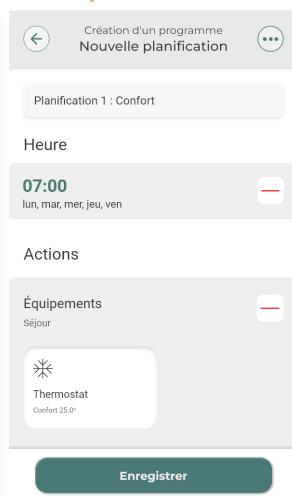 Création d'un programme
Nouvelle planification
Planification 1 : Confort
Heure
07:00
lun, mar, mer, jeu, ven
Actions
Équipements
Séjour
Thermostat
Confort 25.0°
Enregistrer